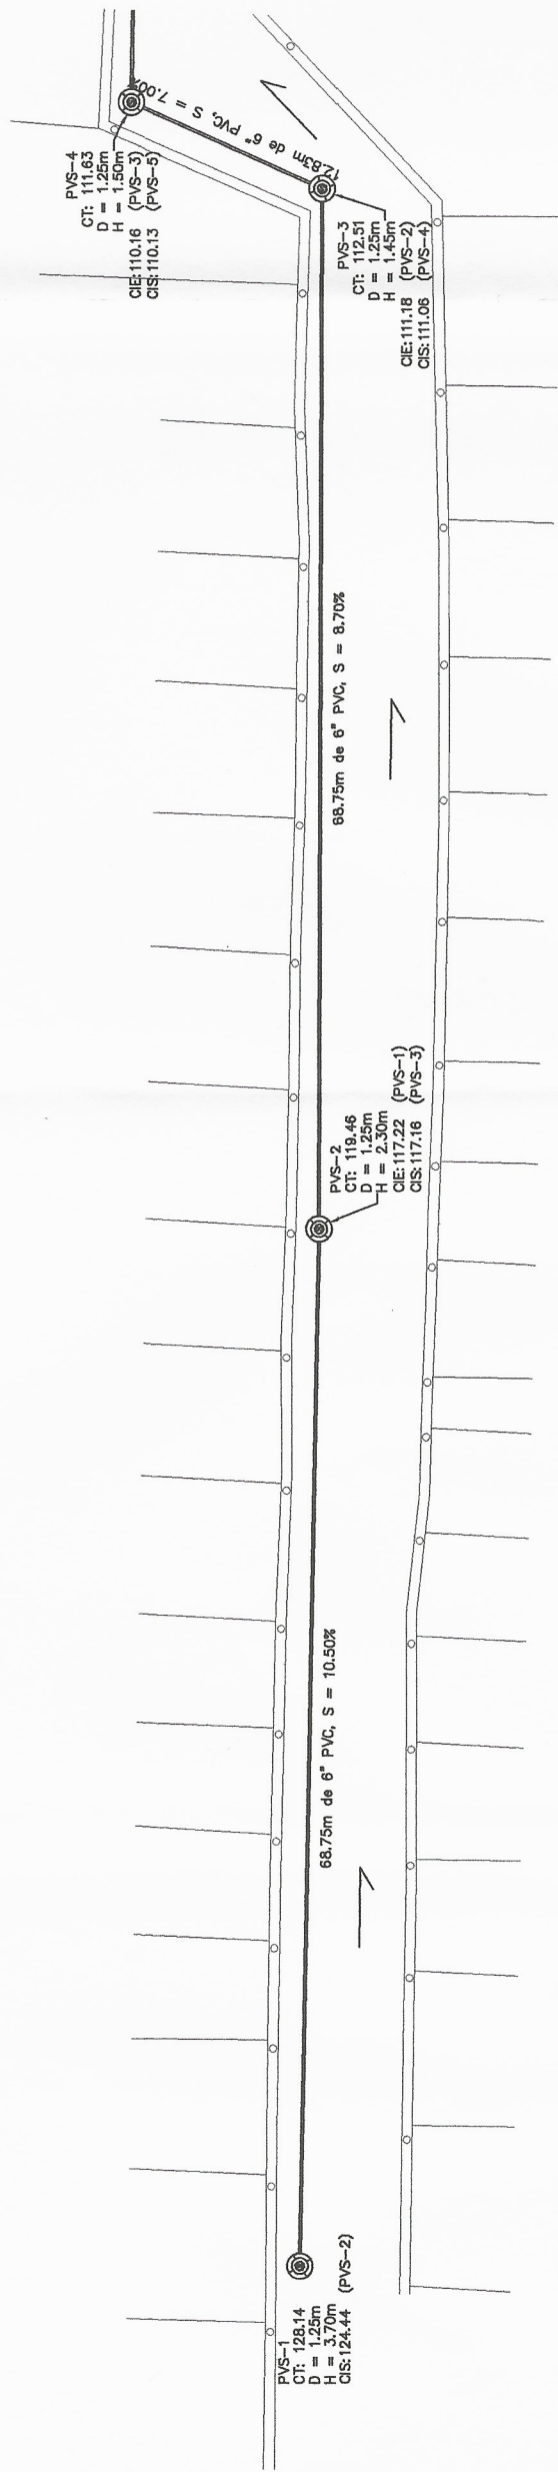 PVS-4
CT: 111.63
D = 1.25m
H = 1.50m
CIE:110.16 (PVS-3)
CIS:110.13 (PVS-5)
12.83m de 6" PVC, S = 7.00%
PVS-3
CT: 112.51
D = 1.25m
H = 1.45m
CIE:111.18 (PVS-2)
CIS:111.06 (PVS-4)
68.75m de 6" PVC, S = 8.70%
PVS-2
CT: 119.46
D = 1.25m
H = 2.30m
CIE:117.22 (PVS-1)
CIS:117.16 (PVS-3)
68.75m de 6" PVC, S = 10.50%
PVS-1
CT: 128.14
D = 1.25m
H = 3.70m
CIS:124.44 (PVS-2)